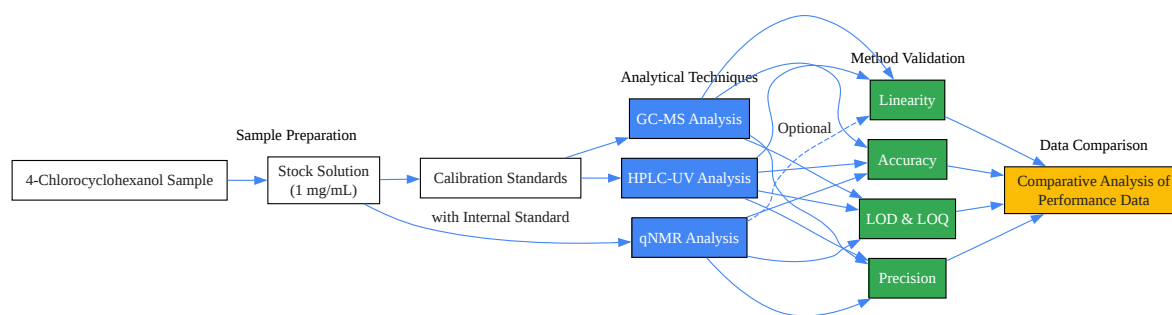 4-Chlorocyclohexanol Sample
Sample Preparation
Stock Solution
(1 mg/mL)
Calibration Standards
with Internal Standard
Analytical Techniques
GC-MS Analysis
HPLC-UV Analysis
qNMR Analysis
Optional
Method Validation
Linearity
Accuracy
LOD & LOQ
Precision
Data Comparison
Comparative Analysis of
Performance Data